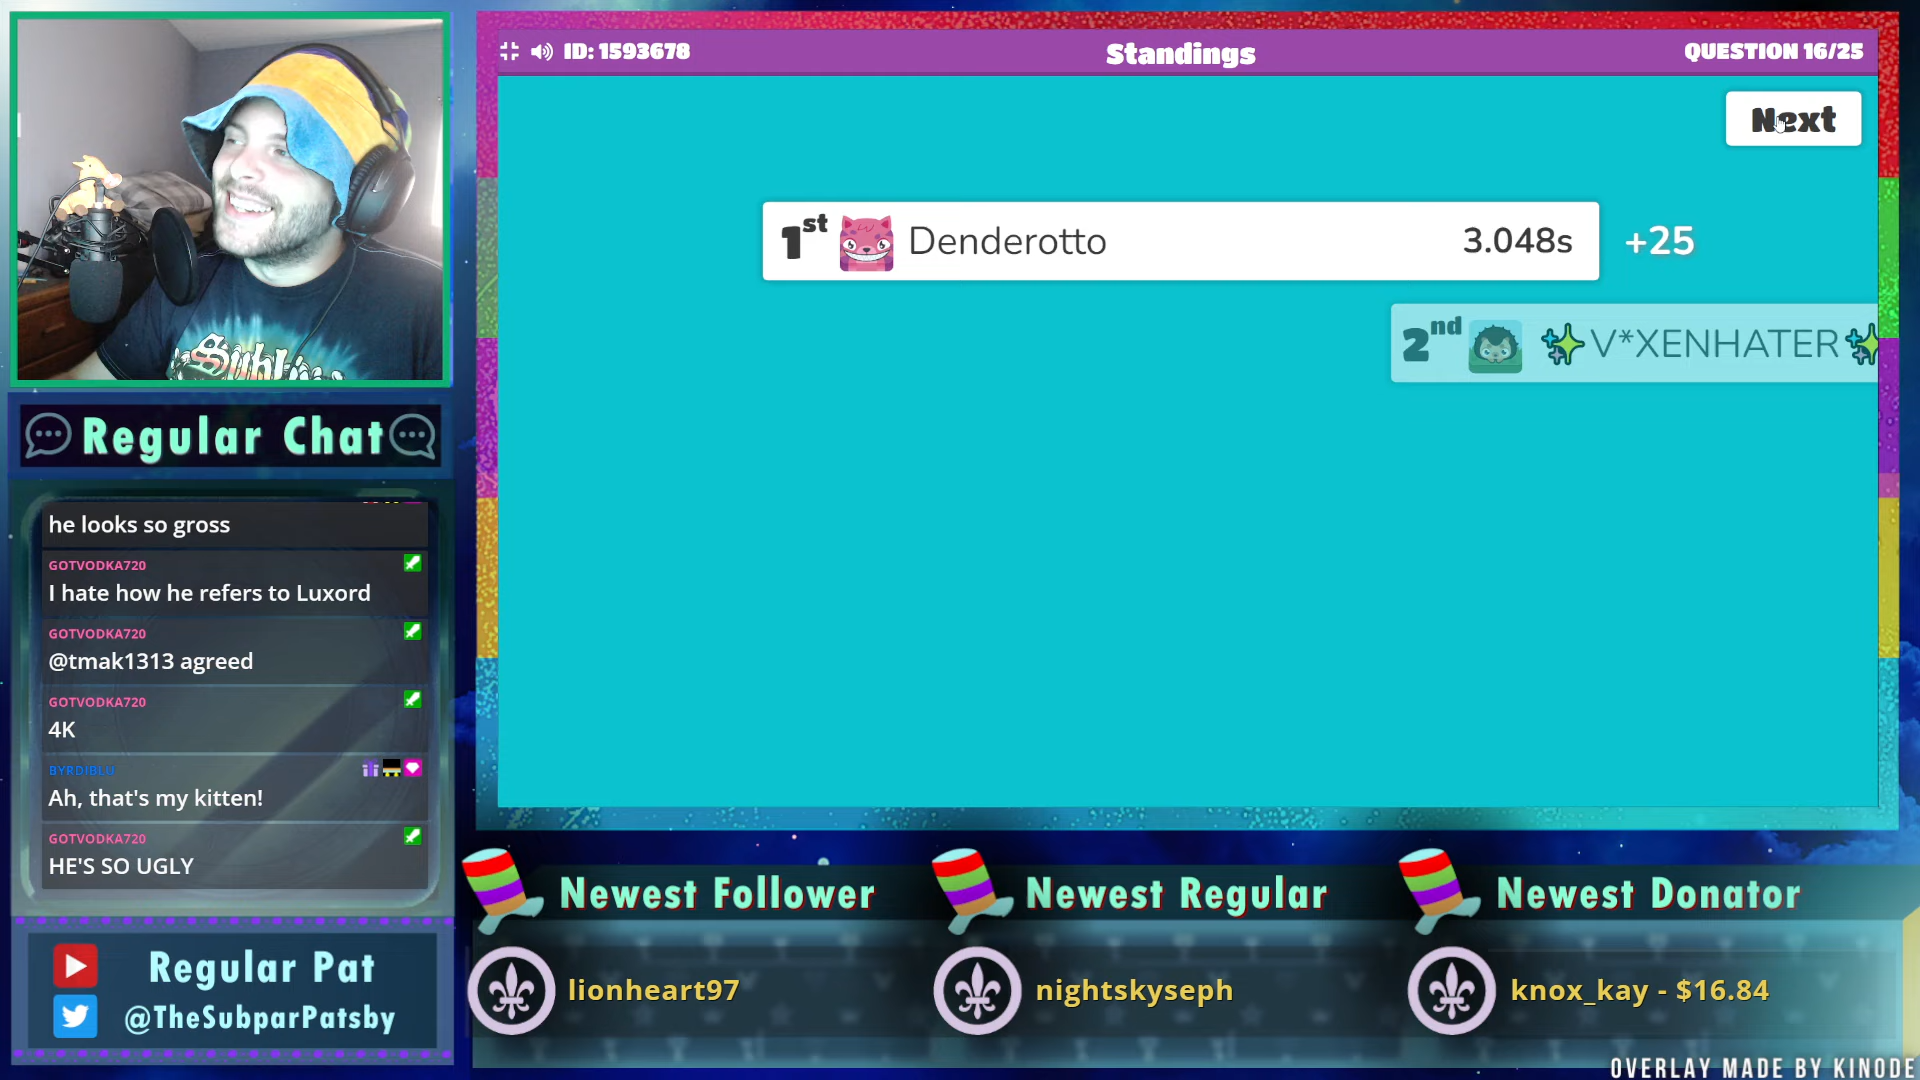 ID: 1593678
Standings
QUESTION 16/25
Next
1st Denderotto 3.048s +25
2nd ✨V*XENHATER✨
Sublim
Regular Chat
he looks so gross
GOTVODKA720
I hate how he refers to Luxord
GOTVODKA720
@tmak1313 agreed
GOTVODKA720
4K
BYRDIBLU
Ah, that's my kitten!
GOTVODKA720
HE'S SO UGLY
Regular Pat
@TheSubparPatsby
Newest Follower
lionheart97
Newest Regular
nightskyseph
Newest Donator
knox_kay - $16.84
OVERLAY MADE BY KINODE